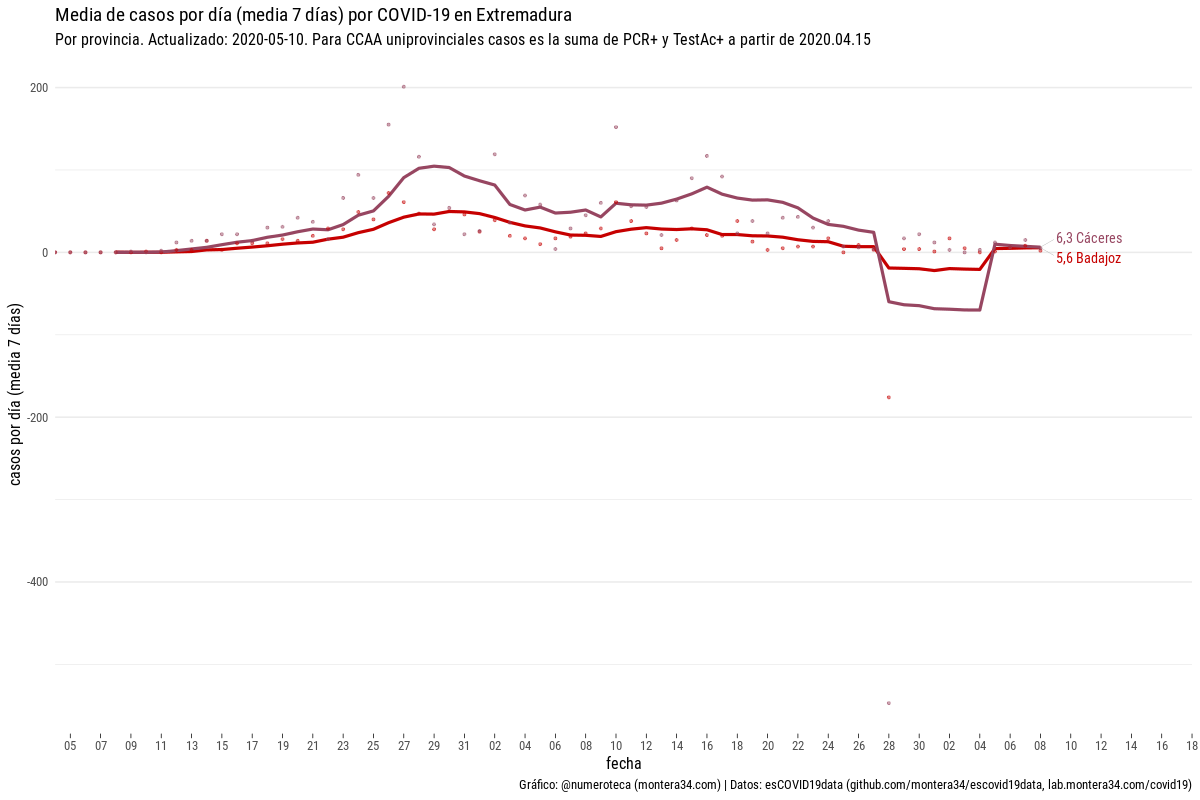 Media de casos por día (media 7 días) por COVID-19 en Extremadura
Por provincia. Actualizado: 2020-05-10. Para CCAA uniprovinciales casos es la suma de PCR+ y TestAc+ a partir de 2020.04.15
casos por día (media 7 días)
200
0
-200
-400
6,3 Cáceres
5,6 Badajoz
05 07 09 11 13 15 17 19 21 23 25 27 29 31 02 04 06 08 10 12 14 16 18 20 22 24 26 28 30 02 04 06 08 10 12 14 16 18
fecha
Gráfico: @numeroteca (montera34.com) | Datos: esCOVID19data (github.com/montera34/escovid19data, lab.montera34.com/covid19)